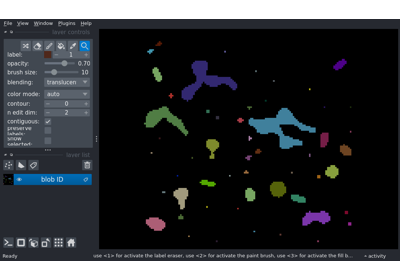 File View Window Plugins Help
layer controls
label: 1
opacity: 0.70
brush size: 10
blending: translucen
color mode: auto
contour: 0
n edit dim: 2
contiguous:
preserve labels:
show selected:
layer list
blob ID
Ready
use <1> for activate the label eraser, use <2> for activate the paint brush, use <3> for activate the fill b...
activity